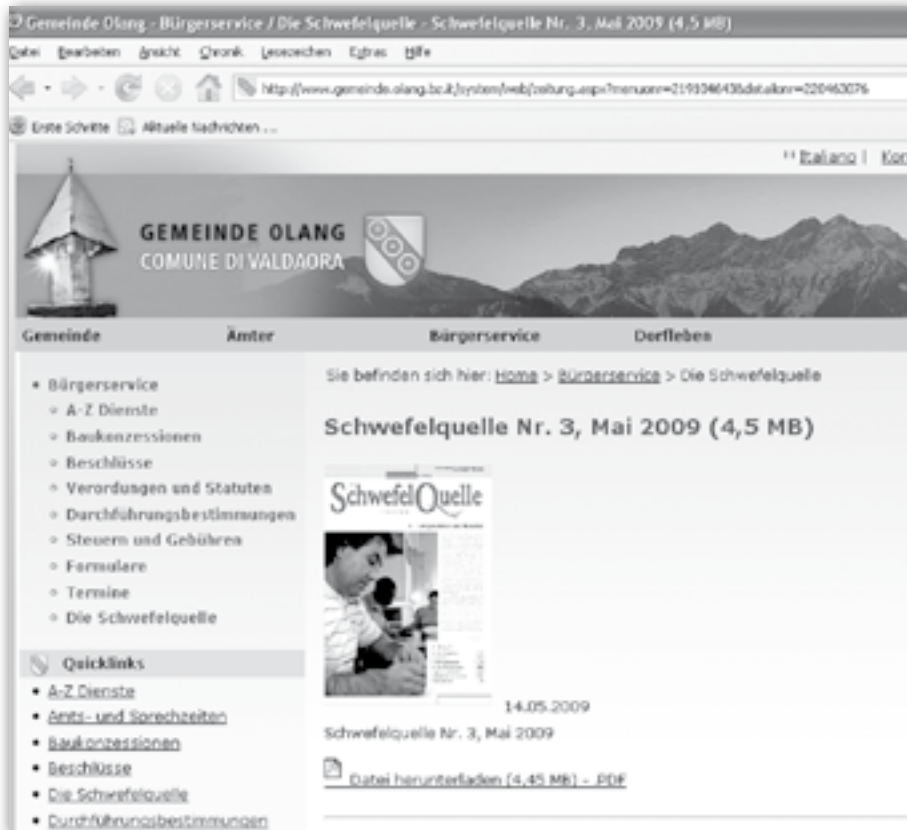 Gemeinde Olang - Bürgerservice / Die Schwefelquelle - Schwefelquelle Nr. 3, Mai 2009 (4,5 MB)
Datei Bearbeiten Ansicht Chronik Lesezeichen Extras Hilfe
Erste Schritte Aktuelle Nachrichten ...
Italiano |
GEMEINDE OLANG
COMUNE DI VALDAORA
Gemeinde Ämter Bürgerservice Dorfleben
Sie befinden sich hier: Home > Bürgerservice > Die Schwefelquelle
• Bürgerservice
A-Z Dienste
Baukonzessionen
Beschlüsse
Verordungen und Statuten
Durchführungsbestimmungen
Steuern und Gebühren
Formulare
Termine
Die Schwefelquelle
Schwefelquelle Nr. 3, Mai 2009 (4,5 MB)
SchwefelQuelle
14.05.2009
Schwefelquelle Nr. 3, Mai 2009
Datei herunterladen (4,45 MB) - .PDF
Quicklinks
• A-Z Dienste
• Amts- und Sprechzeiten
• Baukonzessionen
• Beschlüsse
• Die Schwefelquelle
• Durchführungsbestimmungen